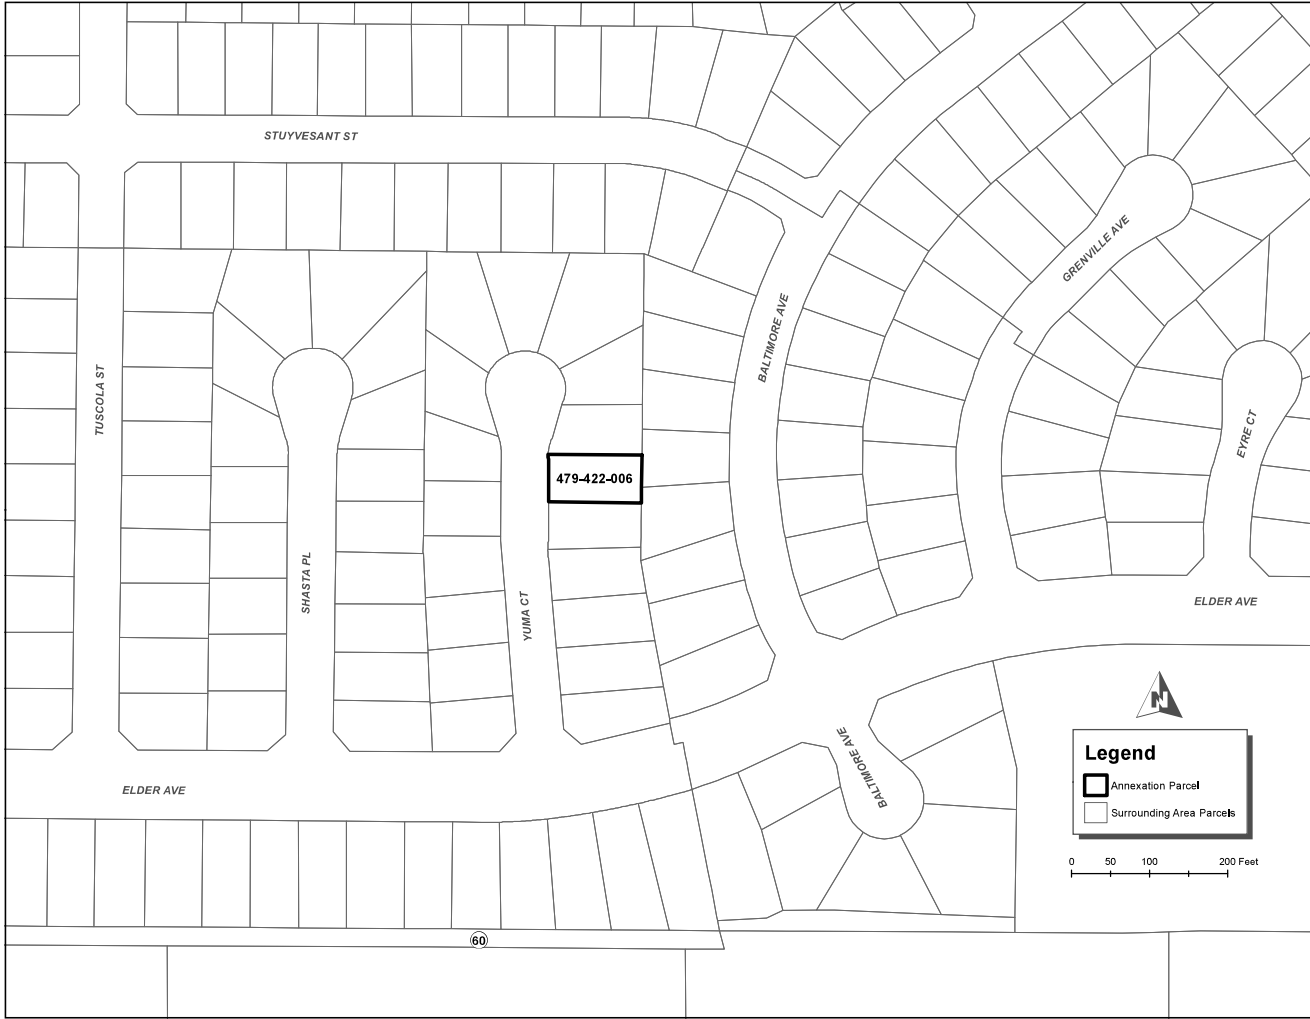 STUYVESANT ST
GRENVILLE AVE
BALTIMORE AVE
TUSCOLA ST
EYRE CT
479-422-006
SHASTA PL
YUMA CT
ELDER AVE
N
BALTIMORE AVE
Legend
Annexation Parcel
Surrounding Area Parcels
ELDER AVE
0 50 100 200 Feet
60